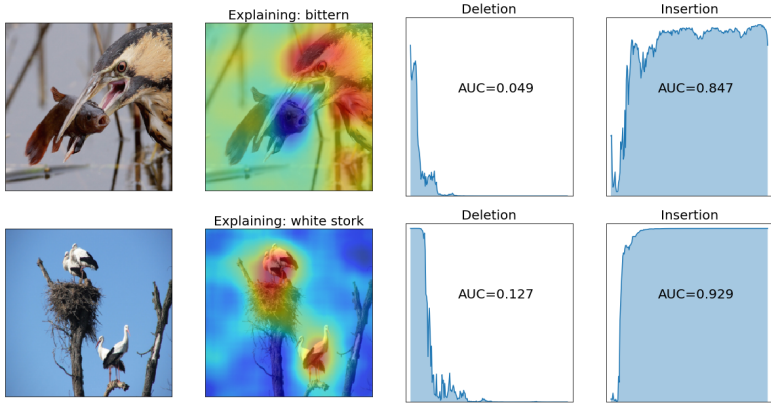 Explaining: bittern
Deletion
Insertion
AUC=0.049
AUC=0.847
Explaining: white stork
Deletion
Insertion
AUC=0.127
AUC=0.929